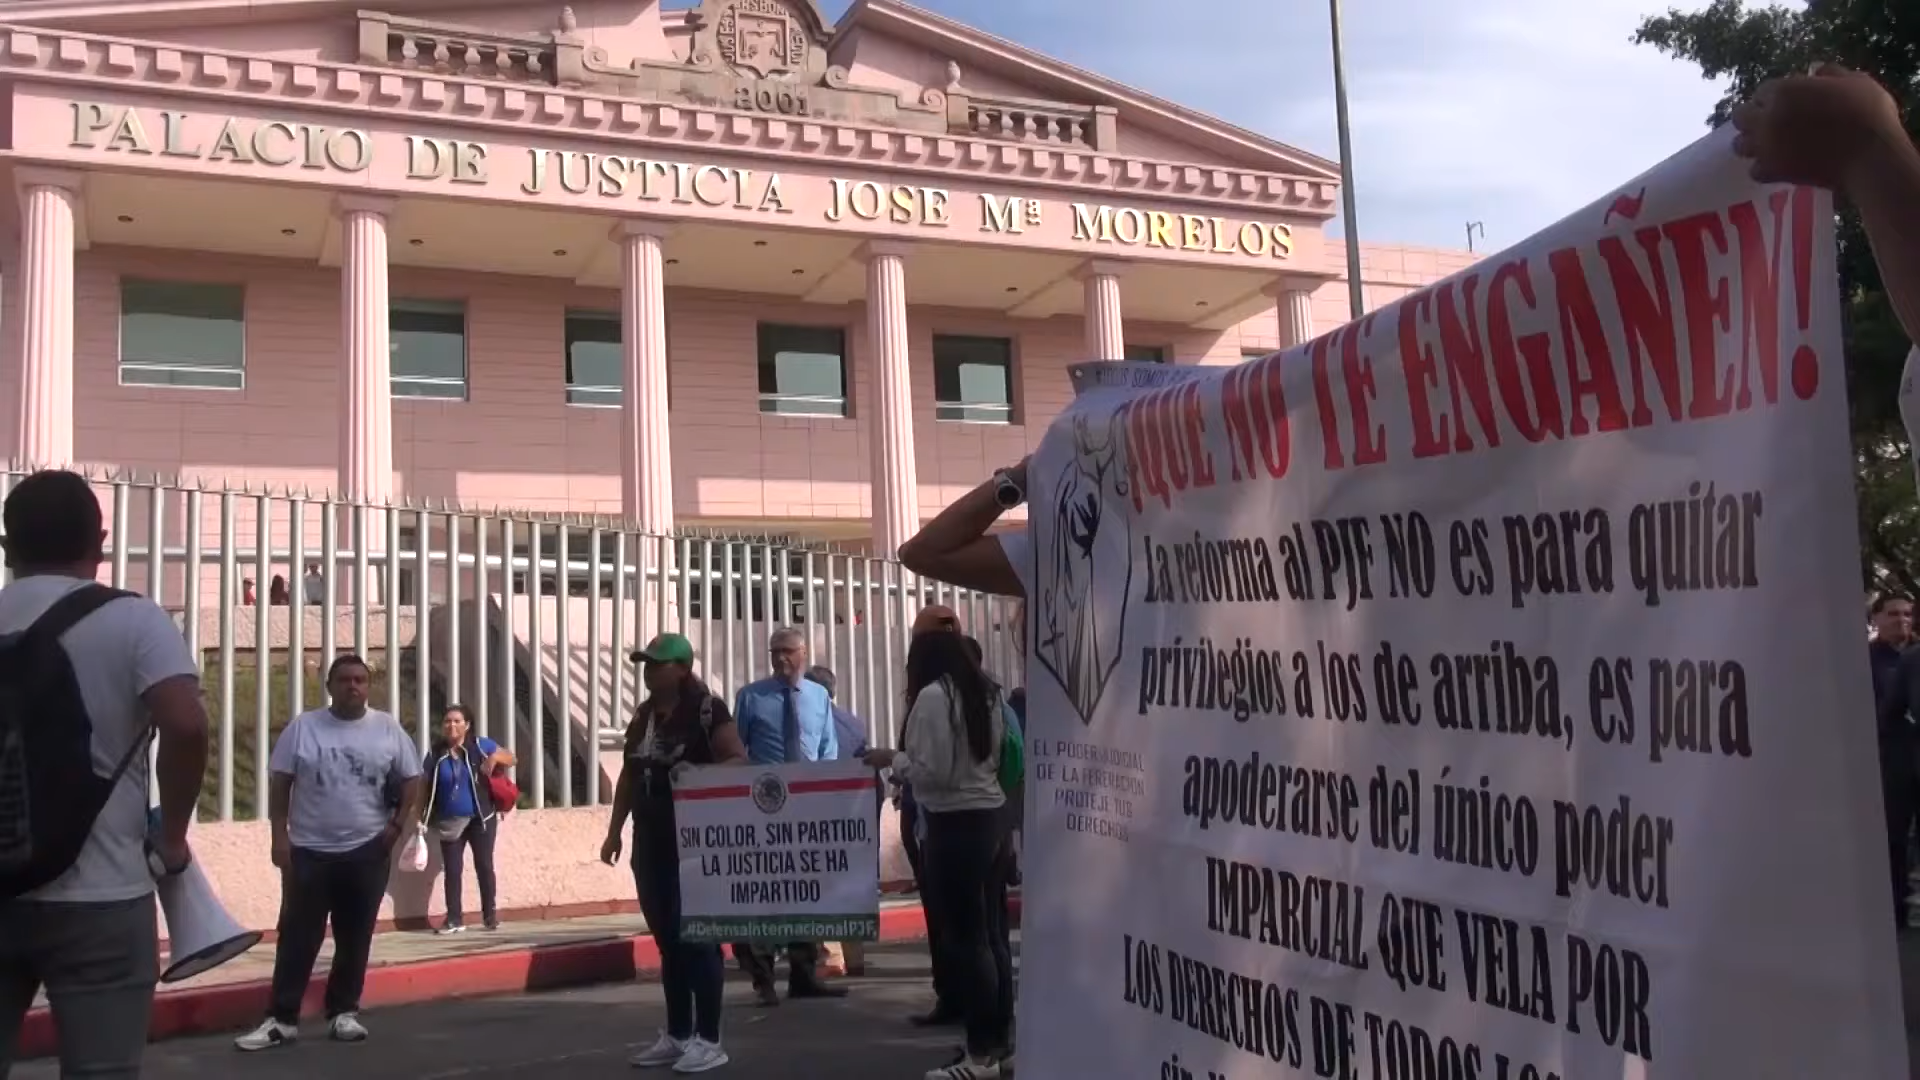 2001
PALACIO DE JUSTICIA JOSE Mª MORELOS
¡QUE NO TE ENGAÑEN!
La reforma al PJF NO es para quitar
privilegios a los de arriba, es para
apoderarse del único poder
IMPARCIAL QUE VELA POR
LOS DERECHOS DE TODOS LOS
EL PODER JUDICIAL
DE LA FEDERACIÓN
PROTEJE TUS
DERECHOS
SIN COLOR, SIN PARTIDO,
LA JUSTICIA SE HA
IMPARTIDO
#DefensaInternacionalPJF